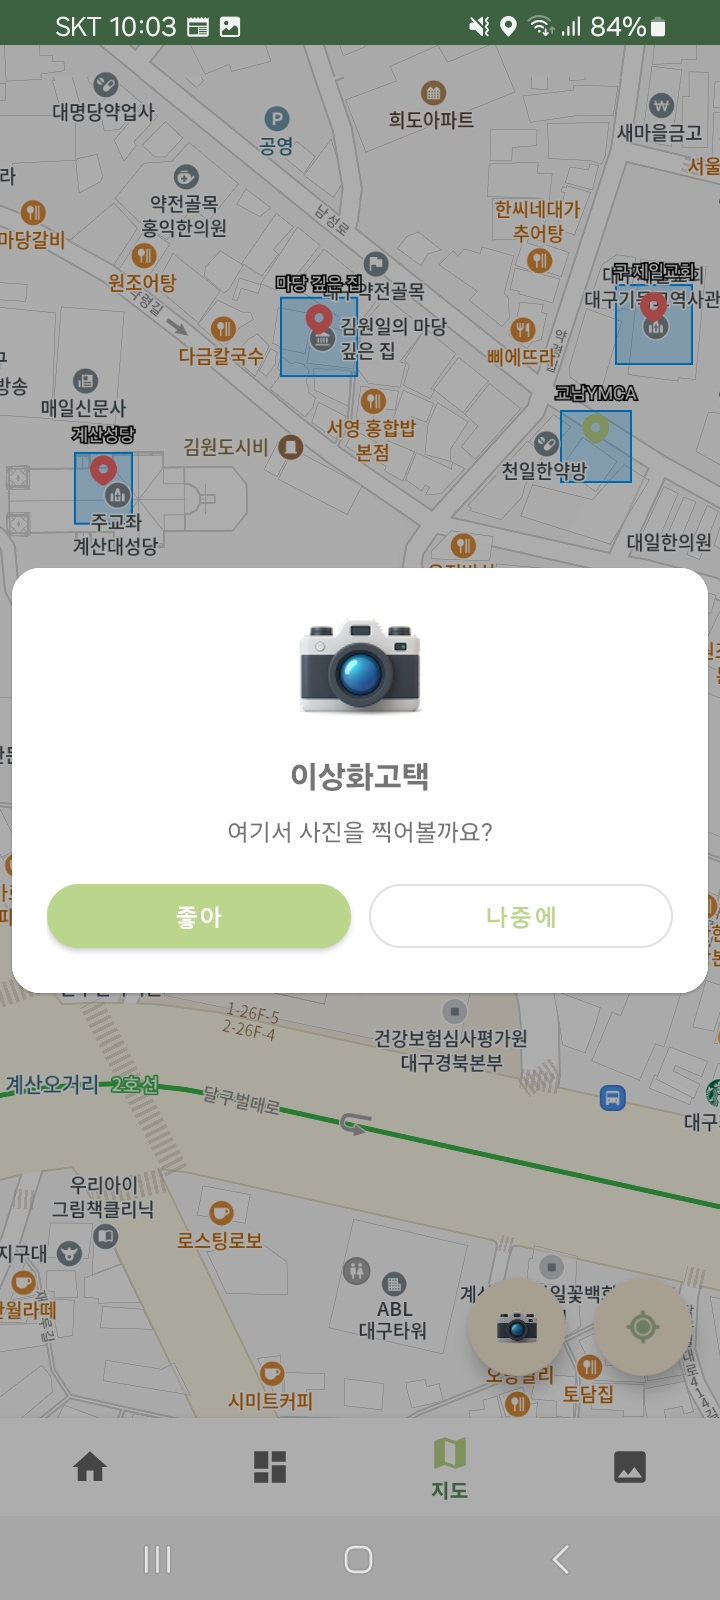 SKT 10:03
84%
대명당약업사
공영
희도아파트
새마을금고
라
서울
약전골목
홍익한의원
남성로
한씨네대가
추어탕
마당갈비
원조어탕
마당 깊은 집
약전골목
구 제일교회
다금칼국수
김원일의 마당
깊은 집
삐에뜨라
방송
매일신문사
교남YMCA
계산성당
김원도시비
서영 홍합밥
본점
천일한약방
주교좌
계산대성당
대일한의원
이상화고택
여기서 사진을 찍어볼까요?
좋아
나중에
1-26F-5
2-26F-4
건강보험심사평가원
대구경북본부
계산오거리
2호선
달구벌대로
대구
우리아이
그림책클리닉
로스팅로보
지구대
ABL
대구타워
시미트커피
토담집
지도